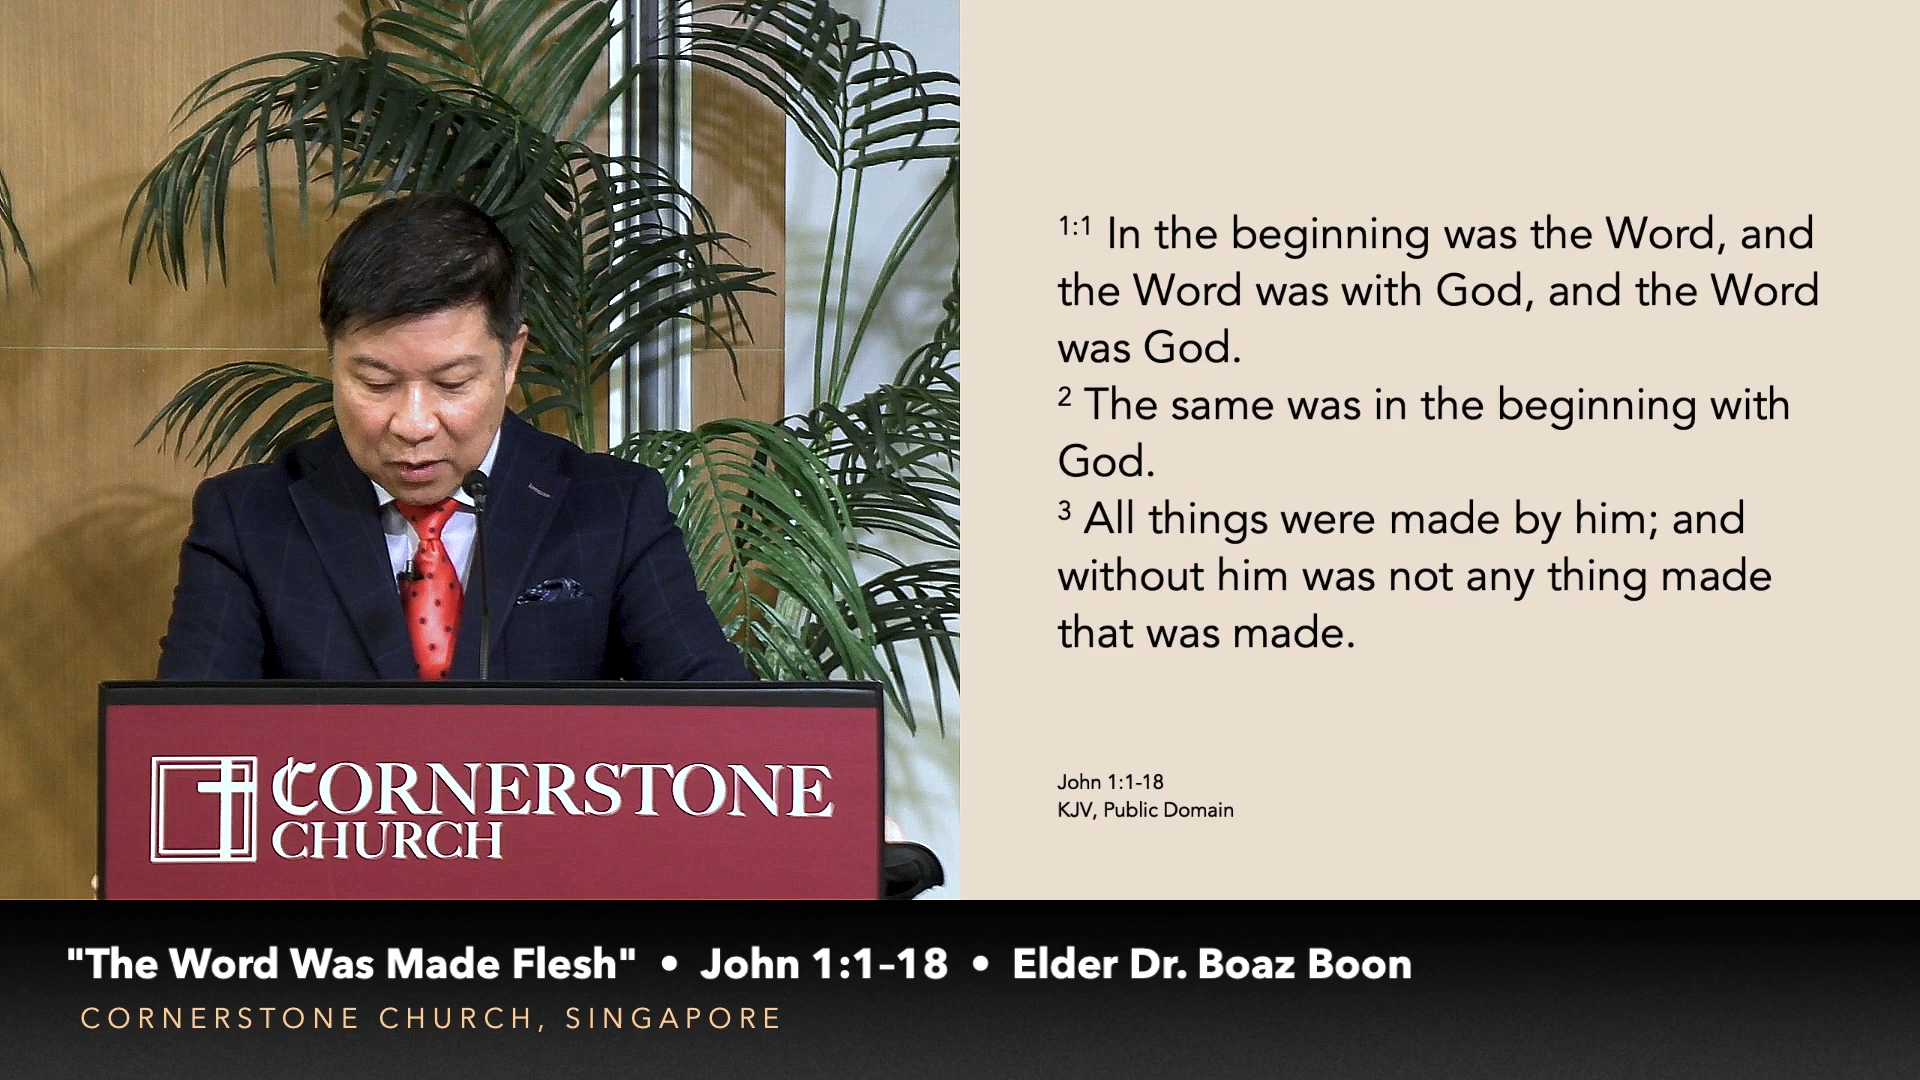 CORNERSTONE
CHURCH
1:1 In the beginning was the Word, and
the Word was with God, and the Word
was God.
2 The same was in the beginning with
God.
3 All things were made by him; and
without him was not any thing made
that was made.
John 1:1-18
KJV, Public Domain
"The Word Was Made Flesh" • John 1:1–18 • Elder Dr. Boaz Boon
CORNERSTONE CHURCH, SINGAPORE